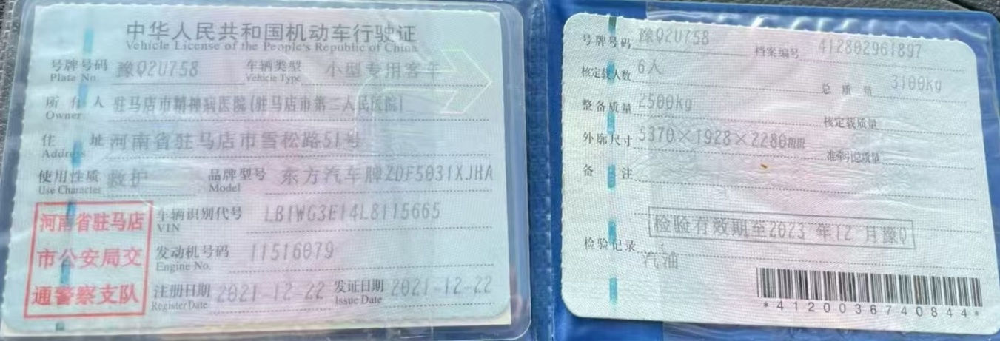 中华人民共和国机动车行驶证
Vehicle License of the People's Republic of China
号牌号码 豫Q2U758 车辆类型 小型专用客车
Plate No. Vehicle Type
所有人 驻马店市精神病医院(驻马店市第二人民医院)
Owner
住址 河南省驻马店市雪松路51号
Address
使用性质 救护 品牌型号 东方汽车牌ZDF5031XJHA
Use Character Model
车辆识别代号 LB1WG3E14L8115665
VIN
发动机号码 11516079
Engine No.
注册日期 2021-12-22 发证日期 2021-12-22
Register Date Issue Date
河南省驻马店
市公安局交
通警察支队
号牌号码 豫Q2U758 档案编号 412802961897
核定载人数 6人 总质量 3100kg
整备质量 2500kg 核定载质量
外廓尺寸 5370×1928×2280mm 准牵引总质量
备注
检验有效期至2023年12月豫Q
检验记录
汽油
*4120036740844*